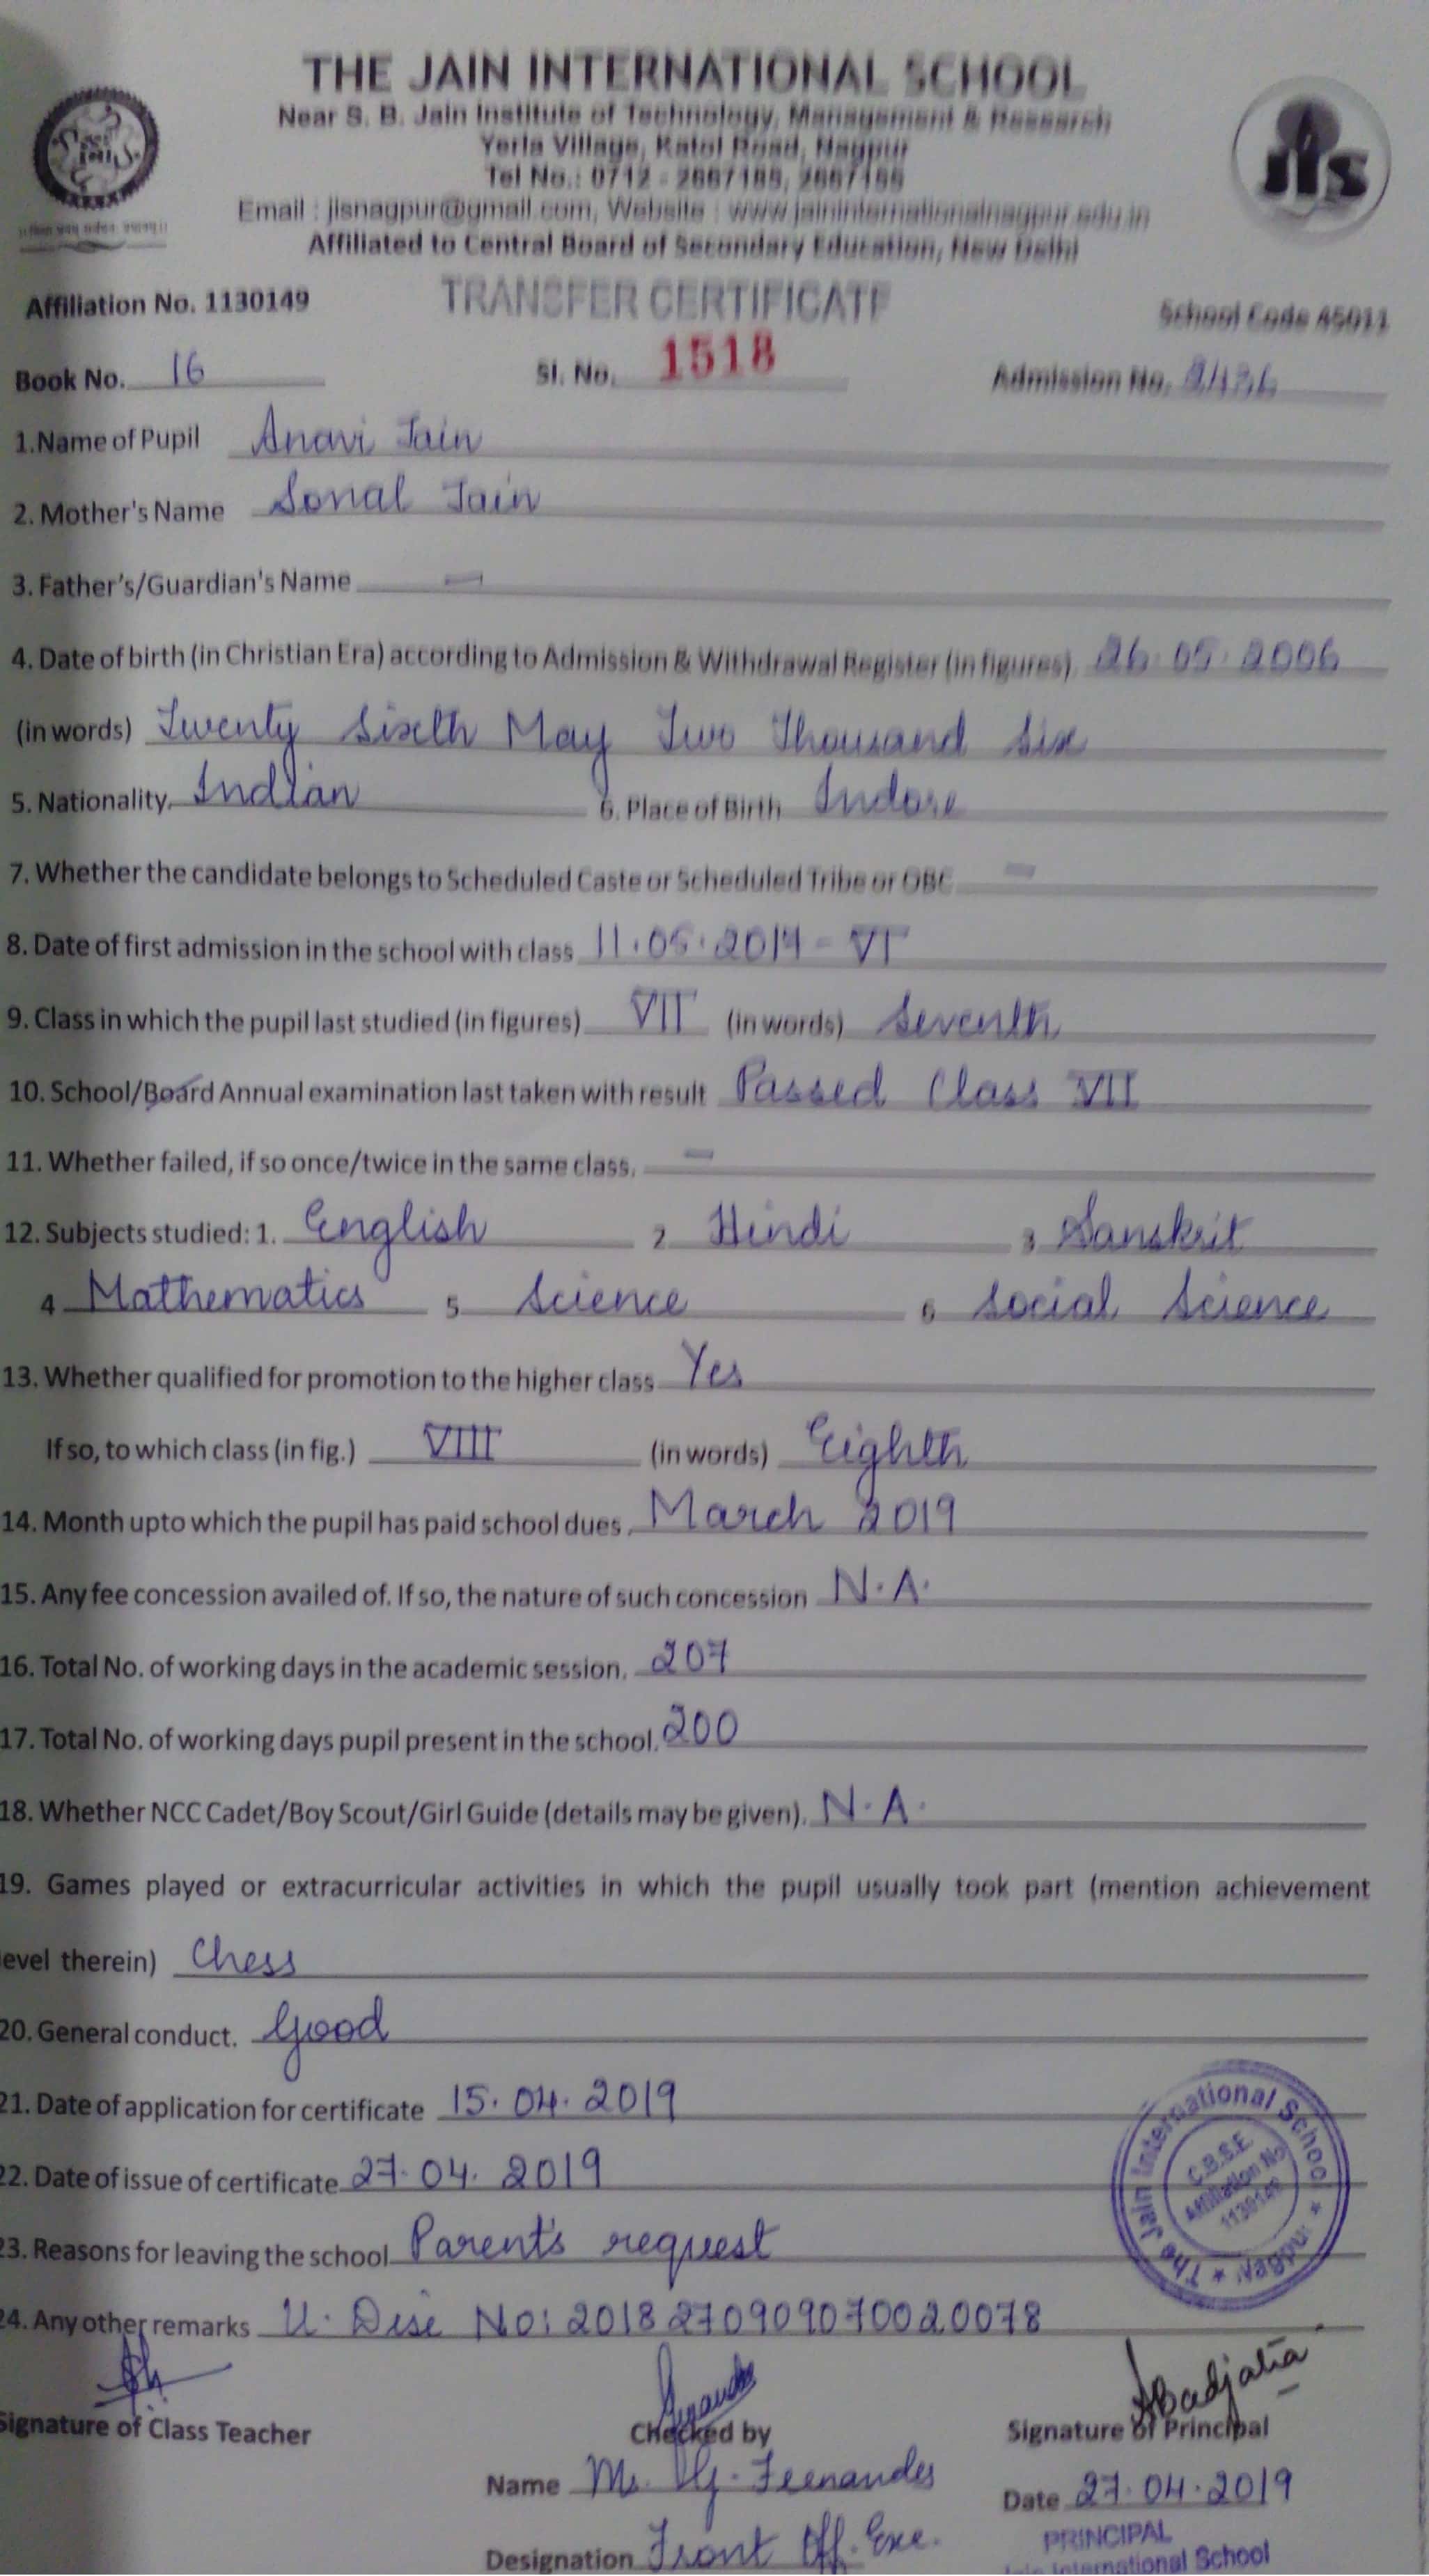 THE JAIN INTERNATIONAL SCHOOL
Near S. B. Jain Institute of Technology, Management & Research
Yerla Village, Katol Road, Nagpur
Tel No.: 0712 -
Email : jisnagpur@gmail.com, Website : www.jaininternationalnagpur.edu.in
Affiliated to Central Board of Secondary Education, New Delhi
jis
Affiliation No. 1130149 TRANSFER CERTIFICATE School Code 45011
Book No. 16 Sl. No. 1518 Admission No.
1. Name of Pupil Anavi Jain
2. Mother's Name Sonal Jain
3. Father's/Guardian's Name —
4. Date of birth (in Christian Era) according to Admission & Withdrawal Register (in figures) 26.05.2006
(in words) Twenty Sixth May Two Thousand Six
5. Nationality. Indian 6. Place of Birth Indore
7. Whether the candidate belongs to Scheduled Caste or Scheduled Tribe or OBC —
8. Date of first admission in the school with class - VI
9. Class in which the pupil last studied (in figures) VII (in words) Seventh
10. School/Board Annual examination last taken with result Passed Class VII
11. Whether failed, if so once/twice in the same class. —
12. Subjects studied: 1. English 2 Hindi 3 Sanskrit
4 Mathematics 5 Science 6 Social Science
13. Whether qualified for promotion to the higher class Yes
If so, to which class (in fig.) VIII (in words) Eighth
14. Month upto which the pupil has paid school dues. March 2019
15. Any fee concession availed of. If so, the nature of such concession N.A.
16. Total No. of working days in the academic session. 207
17. Total No. of working days pupil present in the school. 200
18. Whether NCC Cadet/Boy Scout/Girl Guide (details may be given). N.A.
19. Games played or extracurricular activities in which the pupil usually took part (mention achievement
level therein) Chess
20. General conduct. Good
21. Date of application for certificate 15.04.2019
22. Date of issue of certificate 27.04.2019
23. Reasons for leaving the school Parent's request
24. Any other remarks U. Dise No: 2018270909070020078
The Jain International School * Nagpur *
C.B.S.E
Affiliation No
1130149
Signature of Class Teacher Checked by Signature of Principal
Name Ms. G. Fernandes Date 27.04.2019
Designation Front Off. Exe. PRINCIPAL
Jain International School